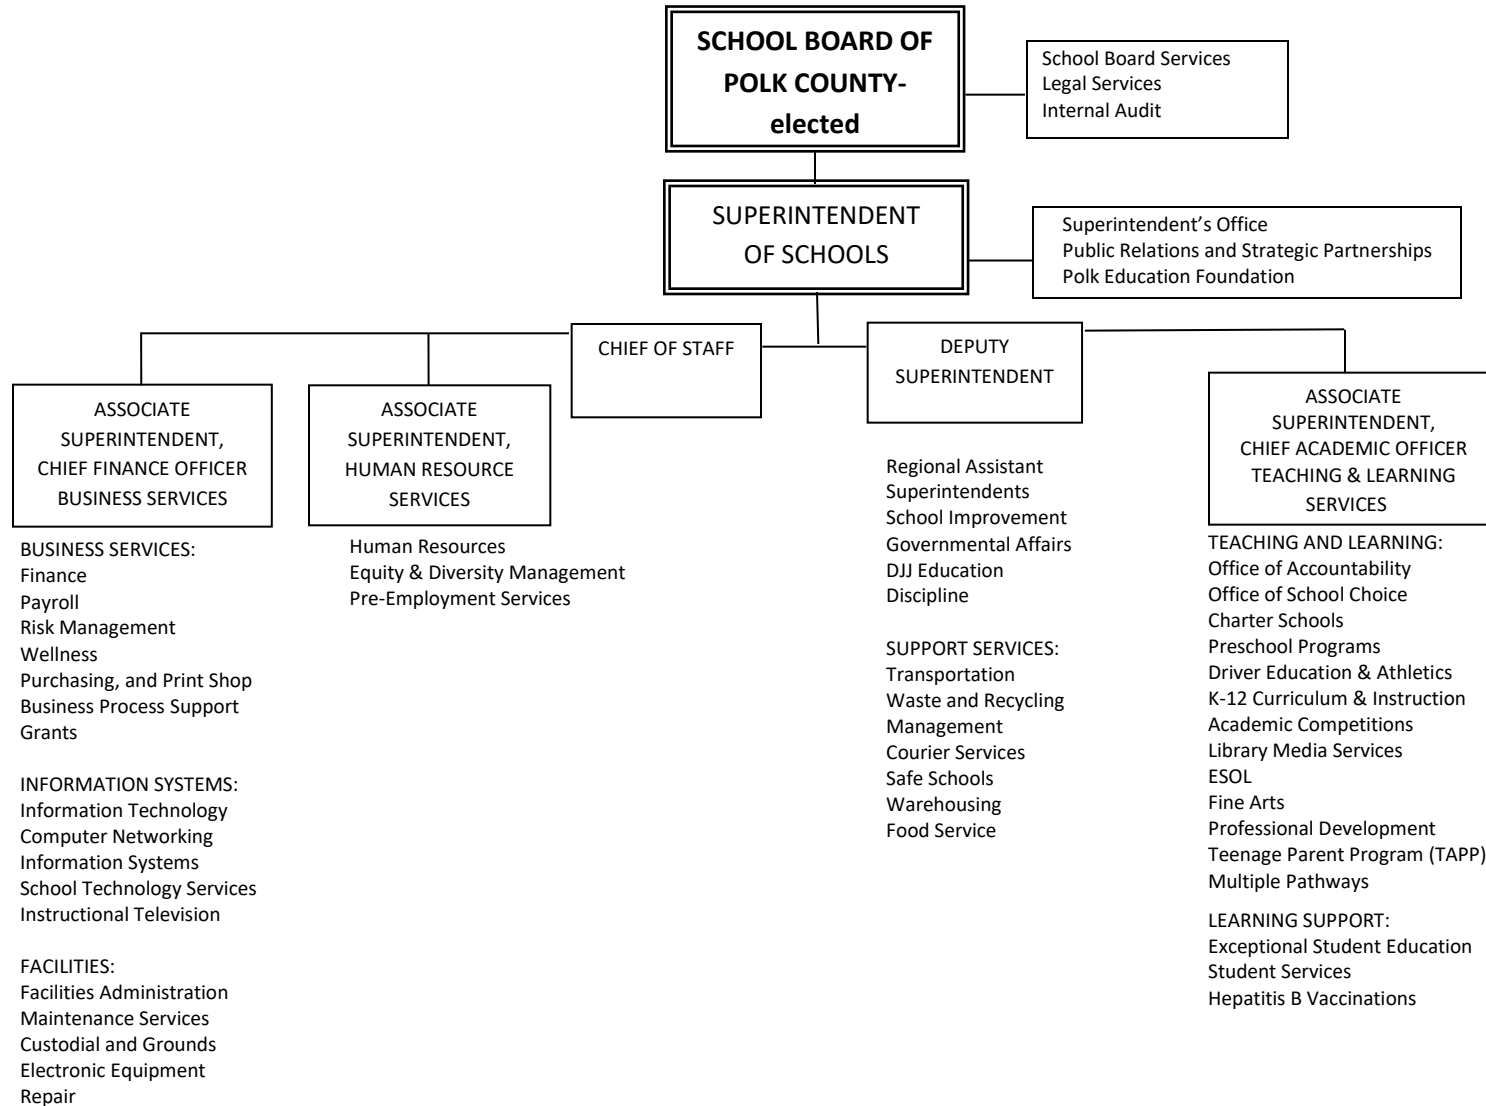 SCHOOL BOARD OF
POLK COUNTY-
elected
School Board Services
Legal Services
Internal Audit
SUPERINTENDENT
OF SCHOOLS
Superintendent’s Office
Public Relations and Strategic Partnerships
Polk Education Foundation
CHIEF OF STAFF
DEPUTY
SUPERINTENDENT
ASSOCIATE
SUPERINTENDENT,
CHIEF FINANCE OFFICER
BUSINESS SERVICES
BUSINESS SERVICES:
Finance
Payroll
Risk Management
Wellness
Purchasing, and Print Shop
Business Process Support
Grants
INFORMATION SYSTEMS:
Information Technology
Computer Networking
Information Systems
School Technology Services
Instructional Television
FACILITIES:
Facilities Administration
Maintenance Services
Custodial and Grounds
Electronic Equipment
Repair
ASSOCIATE
SUPERINTENDENT,
HUMAN RESOURCE
SERVICES
Human Resources
Equity & Diversity Management
Pre-Employment Services
Regional Assistant
Superintendents
School Improvement
Governmental Affairs
DJJ Education
Discipline
SUPPORT SERVICES:
Transportation
Waste and Recycling
Management
Courier Services
Safe Schools
Warehousing
Food Service
ASSOCIATE
SUPERINTENDENT,
CHIEF ACADEMIC OFFICER
TEACHING & LEARNING
SERVICES
TEACHING AND LEARNING:
Office of Accountability
Office of School Choice
Charter Schools
Preschool Programs
Driver Education & Athletics
K-12 Curriculum & Instruction
Academic Competitions
Library Media Services
ESOL
Fine Arts
Professional Development
Teenage Parent Program (TAPP)
Multiple Pathways
LEARNING SUPPORT:
Exceptional Student Education
Student Services
Hepatitis B Vaccinations